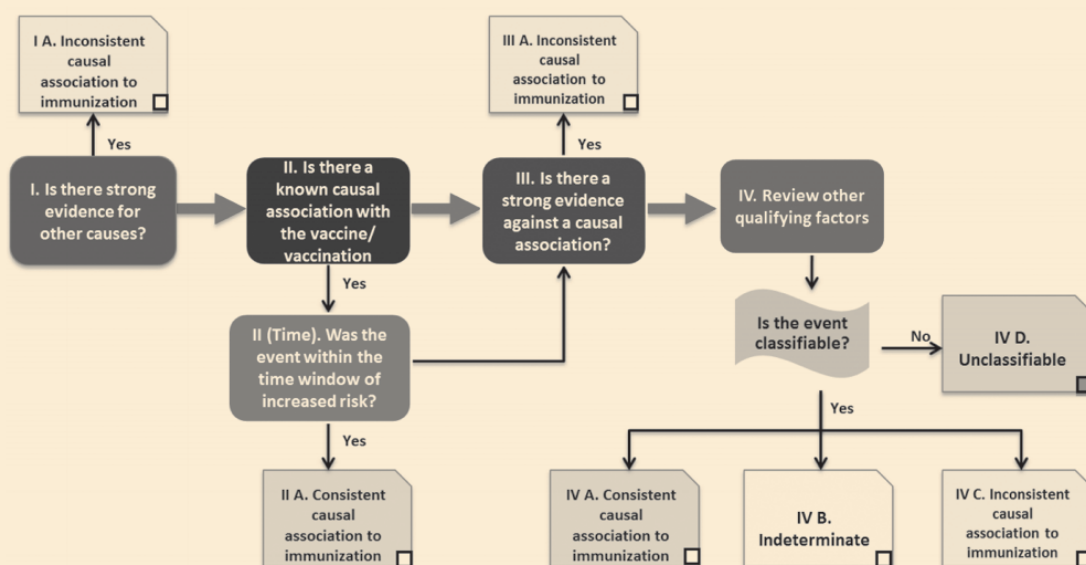 I A. Inconsistent
causal
association to
immunization
III A. Inconsistent
causal
association to
immunization
Yes
Yes
I. Is there strong
evidence for
other causes?
II. Is there a
known causal
association with
the vaccine/
vaccination
III. Is there a
strong evidence
against a causal
association?
IV. Review other
qualifying factors
Yes
II (Time). Was the
event within the
time window of
increased risk?
Is the event
classifiable?
No
IV D.
Unclassifiable
Yes
Yes
II A. Consistent
causal
association to
immunization
IV A. Consistent
causal
association to
immunization
IV B.
Indeterminate
IV C. Inconsistent
causal
association to
immunization